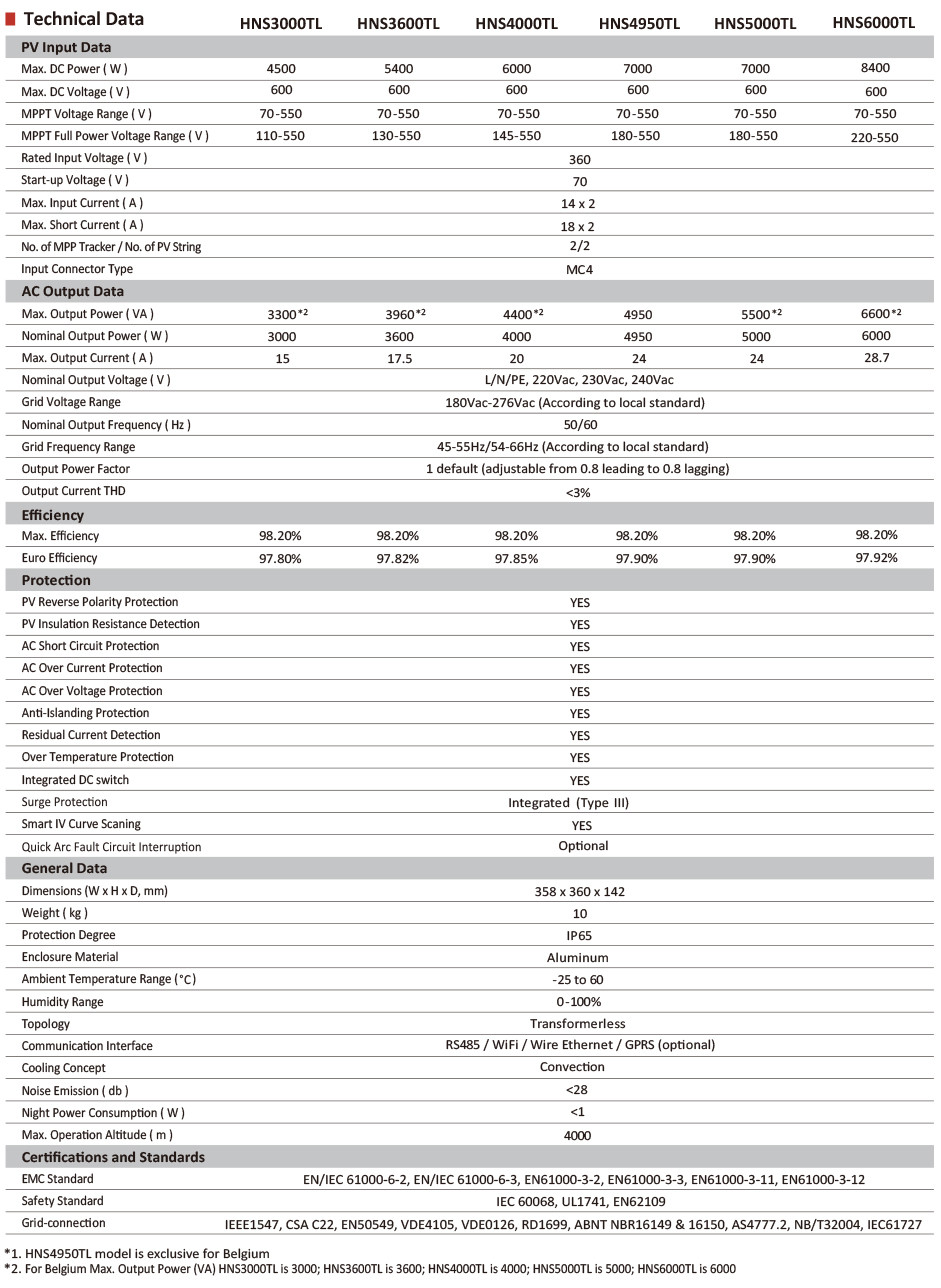 Technical Data HNS3000TL HNS3600TL HNS4000TL HNS4950TL HNS5000TL HNS6000TL
PV Input Data
Max. DC Power ( W ) 4500 5400 6000 7000 7000 8400
Max. DC Voltage ( V ) 600 600 600 600 600 600
MPPT Voltage Range ( V ) 70-550 70-550 70-550 70-550 70-550 70-550
MPPT Full Power Voltage Range ( V ) 110-550 130-550 145-550 180-550 180-550 220-550
Rated Input Voltage ( V ) 360
Start-up Voltage ( V ) 70
Max. Input Current ( A ) 14 x 2
Max. Short Current ( A ) 18 x 2
No. of MPP Tracker / No. of PV String 2/2
Input Connector Type MC4
AC Output Data
Max. Output Power ( VA ) 3300*2 3960*2 4400*2 4950 5500*2 6600*2
Nominal Output Power ( W ) 3000 3600 4000 4950 5000 6000
Max. Output Current ( A ) 15 17.5 20 24 24 28.7
Nominal Output Voltage ( V ) L/N/PE, 220Vac, 230Vac, 240Vac
Grid Voltage Range 180Vac-276Vac (According to local standard)
Nominal Output Frequency ( Hz ) 50/60
Grid Frequency Range 45-55Hz/54-66Hz (According to local standard)
Output Power Factor 1 default (adjustable from 0.8 leading to 0.8 lagging)
Output Current THD <3%
Efficiency
Max. Efficiency 98.20% 98.20% 98.20% 98.20% 98.20% 98.20%
Euro Efficiency 97.80% 97.82% 97.85% 97.90% 97.90% 97.92%
Protection
PV Reverse Polarity Protection YES
PV Insulation Resistance Detection YES
AC Short Circuit Protection YES
AC Over Current Protection YES
AC Over Voltage Protection YES
Anti-Islanding Protection YES
Residual Current Detection YES
Over Temperature Protection YES
Integrated DC switch YES
Surge Protection Integrated (Type III)
Smart IV Curve Scaning YES
Quick Arc Fault Circuit Interruption Optional
General Data
Dimensions (W x H x D, mm) 358 x 360 x 142
Weight ( kg ) 10
Protection Degree IP65
Enclosure Material Aluminum
Ambient Temperature Range (°C) -25 to 60
Humidity Range 0-100%
Topology Transformerless
Communication Interface RS485 / WiFi / Wire Ethernet / GPRS (optional)
Cooling Concept Convection
Noise Emission ( db ) <28
Night Power Consumption ( W ) <1
Max. Operation Altitude ( m ) 4000
Certifications and Standards
EMC Standard EN/IEC 61000-6-2, EN/IEC 61000-6-3, EN61000-3-2, EN61000-3-3, EN61000-3-11, EN61000-3-12
Safety Standard IEC 60068, UL1741, EN62109
Grid-connection IEEE1547, CSA C22, EN50549, VDE4105, VDE0126, RD1699, ABNT NBR16149 & 16150, AS4777.2, NB/T32004, IEC61727
*1. HNS4950TL model is exclusive for Belgium
*2. For Belgium Max. Output Power (VA) HNS3000TL is 3000; HNS3600TL is 3600; HNS4000TL is 4000; HNS5000TL is 5000; HNS6000TL is 6000